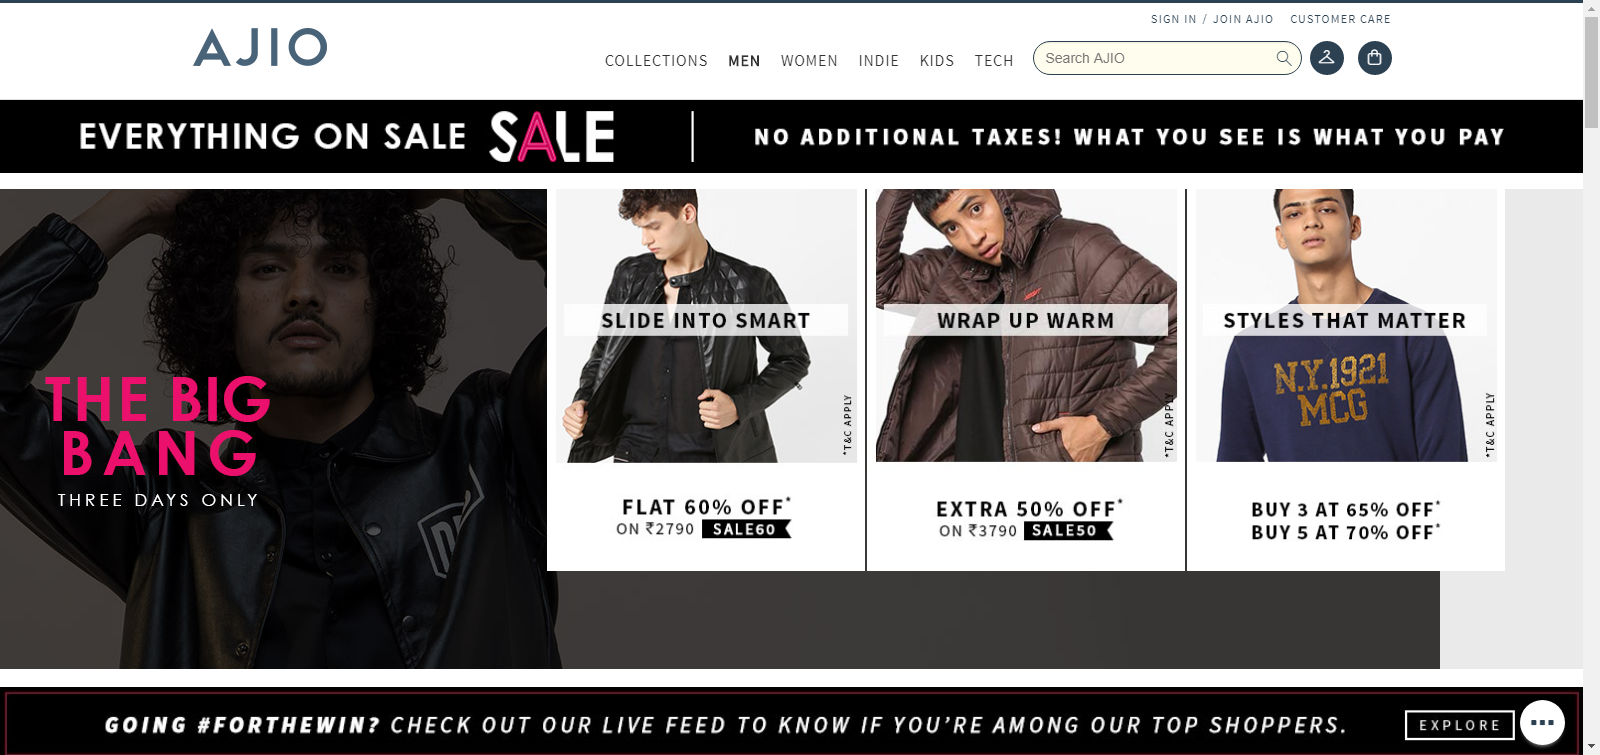 SIGN IN / JOIN AJIO CUSTOMER CARE
AJIO
COLLECTIONS MEN WOMEN INDIE KIDS TECH
Search AJIO
EVERYTHING ON SALE SALE
NO ADDITIONAL TAXES! WHAT YOU SEE IS WHAT YOU PAY
THE BIG
BANG
THREE DAYS ONLY
SLIDE INTO SMART
*T&C APPLY
FLAT 60% OFF*
ON ₹2790 SALE60
WRAP UP WARM
*T&C APPLY
EXTRA 50% OFF*
ON ₹3790 SALE50
STYLES THAT MATTER
N.Y.1921
MCG
*T&C APPLY
BUY 3 AT 65% OFF*
BUY 5 AT 70% OFF*
GOING #FORTHEWIN? CHECK OUT OUR LIVE FEED TO KNOW IF YOU'RE AMONG OUR TOP SHOPPERS.
EXPLORE